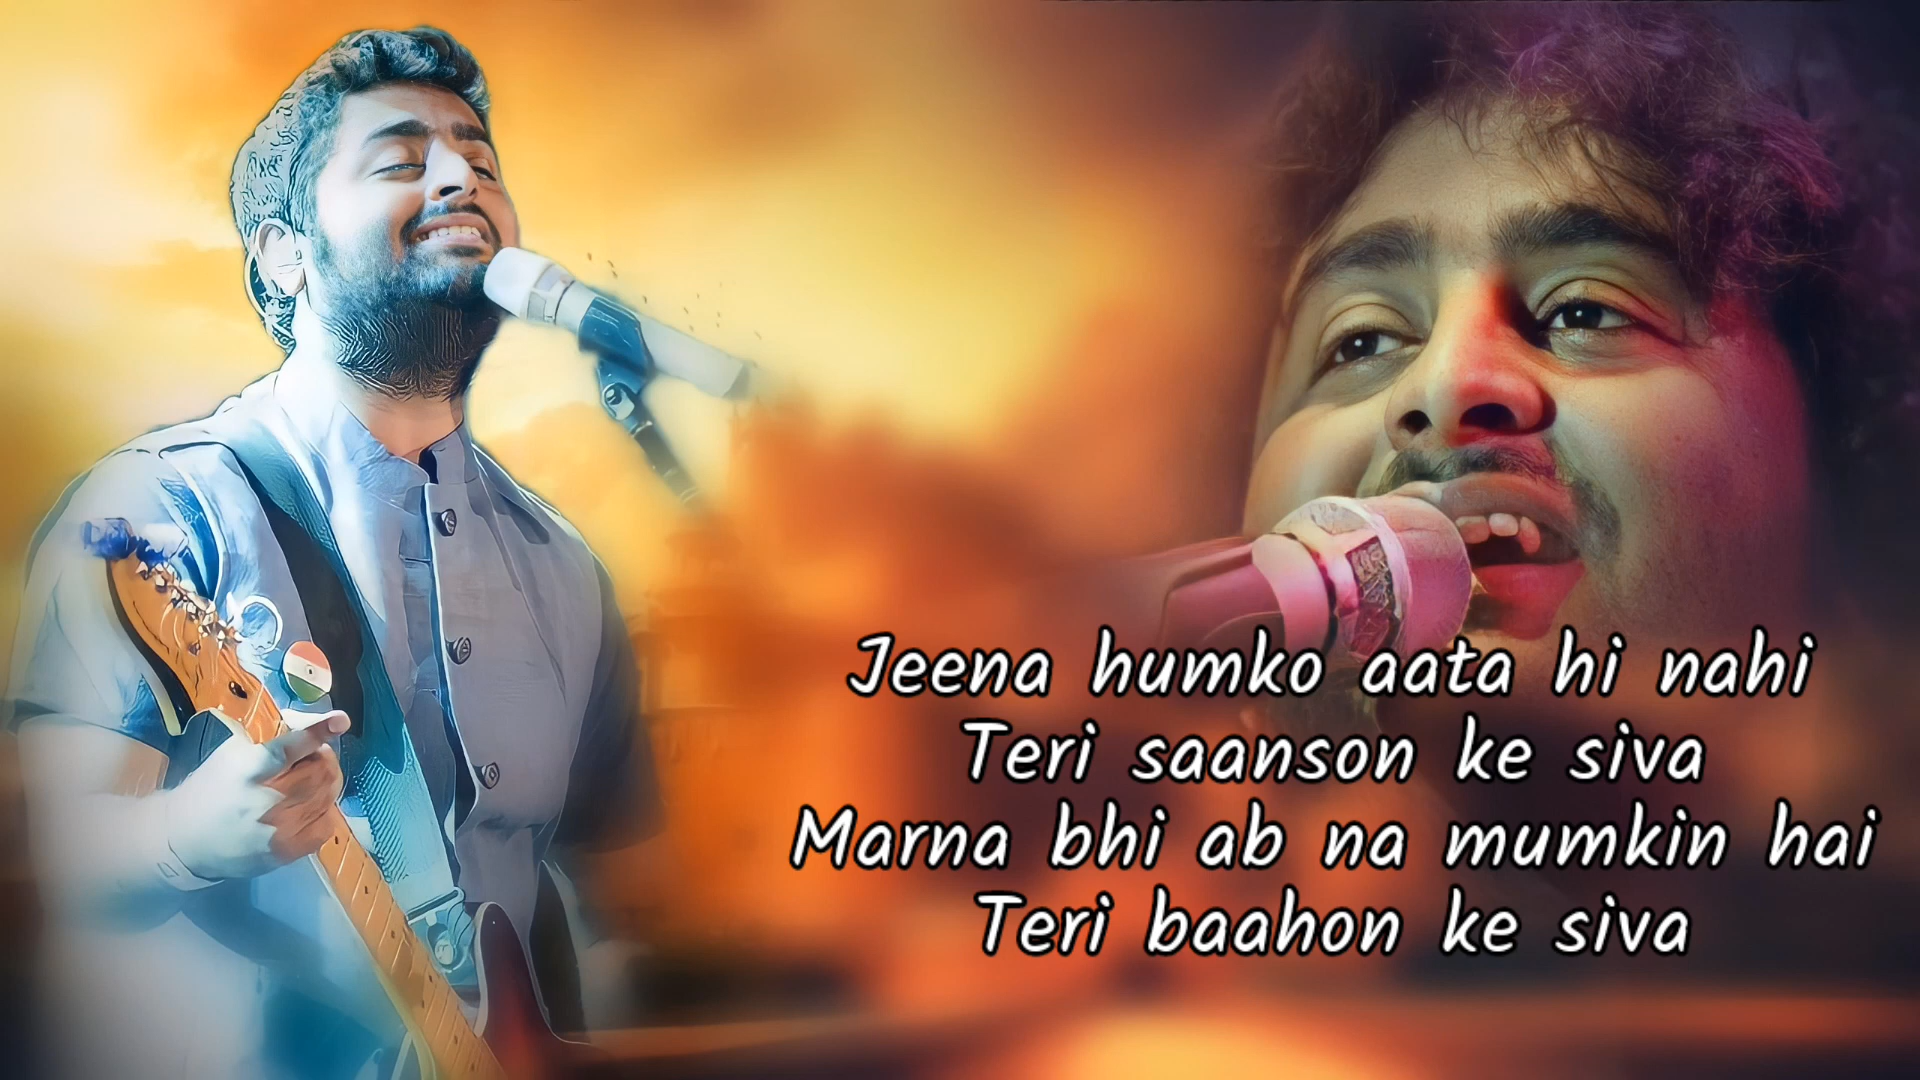 Jeena humko aata hi nahi
Teri saanson ke siva
Marna bhi ab na mumkin hai
Teri baahon ke siva